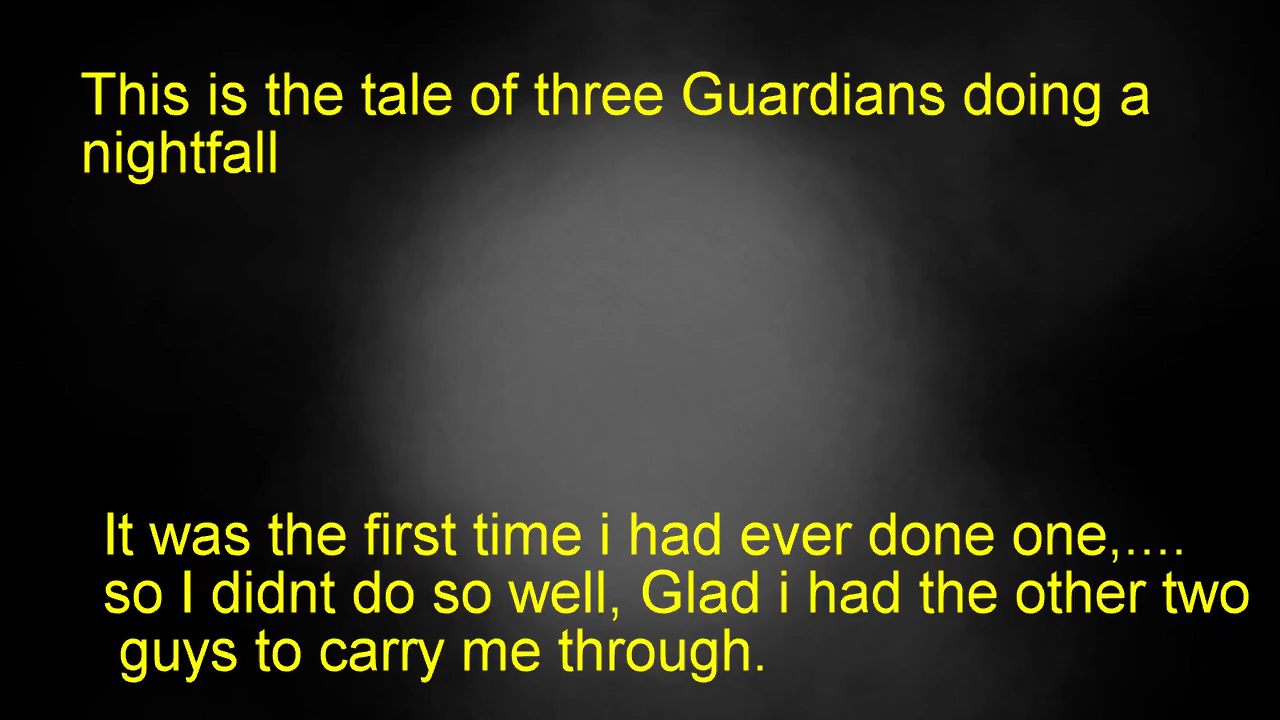 This is the tale of three Guardians doing a
nightfall
It was the first time i had ever done one,....
so I didnt do so well, Glad i had the other two
guys to carry me through.